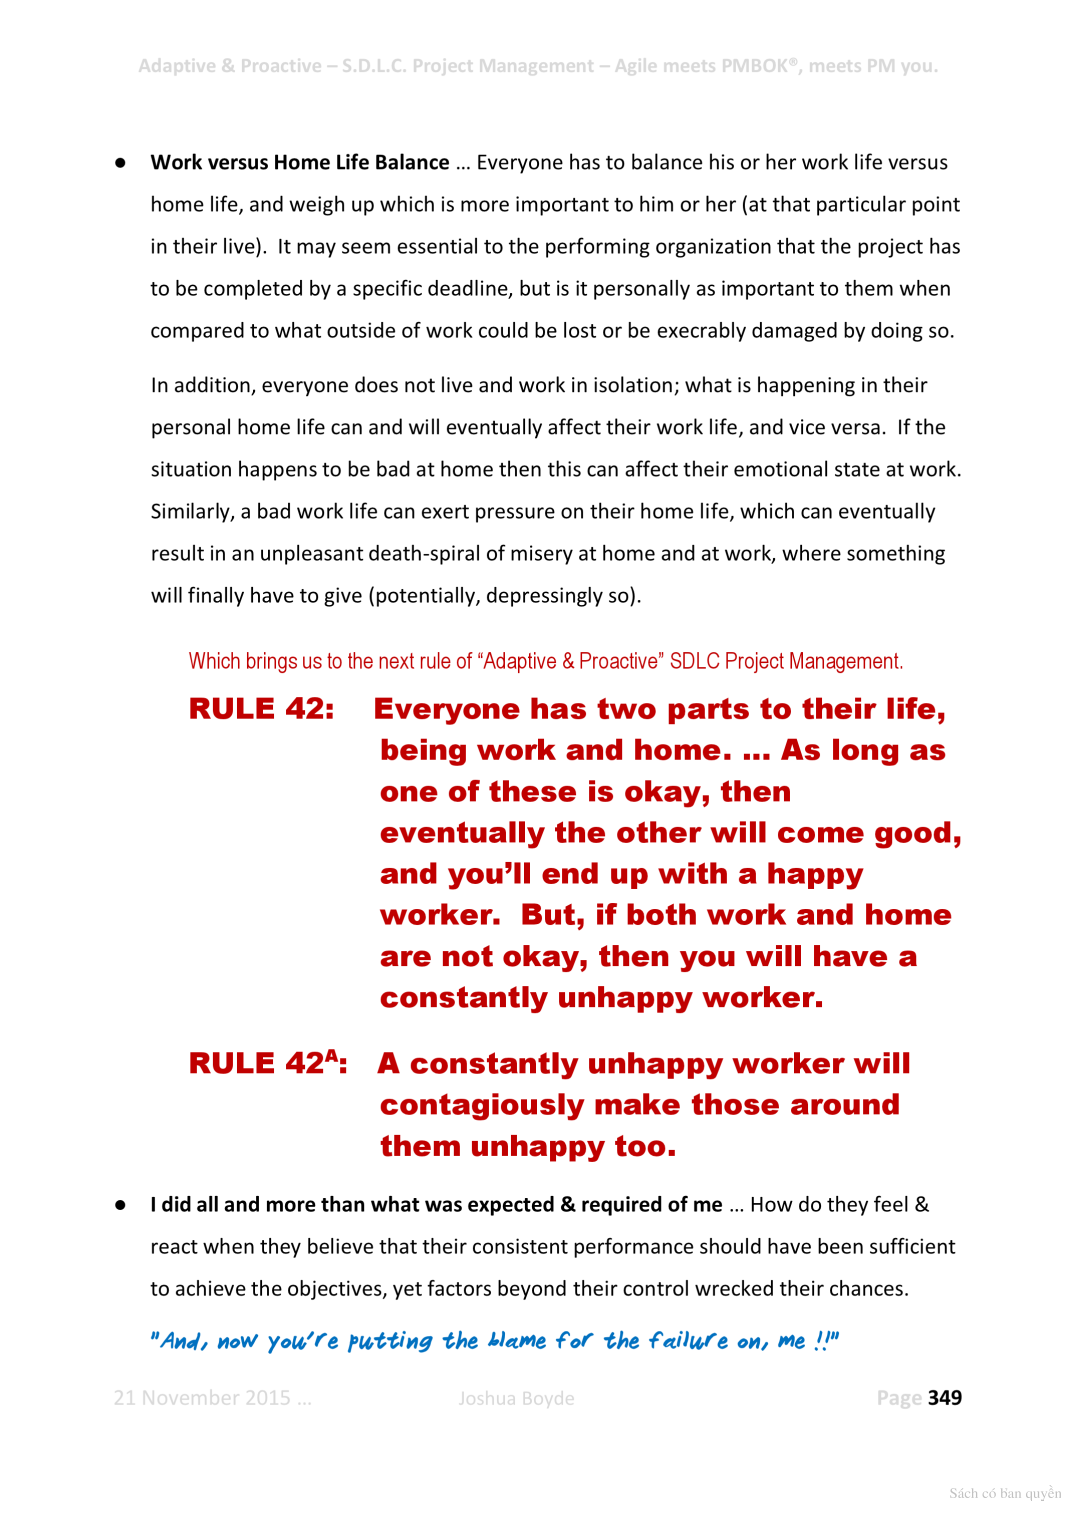 Adaptive & Proactive – S.D.L.C. Project Management – Agile meets PMBOK®, meets PM you.
● Work versus Home Life Balance ... Everyone has to balance his or her work life versus
home life, and weigh up which is more important to him or her (at that particular point
in their live).  It may seem essential to the performing organization that the project has
to be completed by a specific deadline, but is it personally as important to them when
compared to what outside of work could be lost or be execrably damaged by doing so.
In addition, everyone does not live and work in isolation; what is happening in their
personal home life can and will eventually affect their work life, and vice versa.  If the
situation happens to be bad at home then this can affect their emotional state at work.
Similarly, a bad work life can exert pressure on their home life, which can eventually
result in an unpleasant death-spiral of misery at home and at work, where something
will finally have to give (potentially, depressingly so).
Which brings us to the next rule of “Adaptive & Proactive” SDLC Project Management.
RULE 42: Everyone has two parts to their life,
being work and home. ... As long as
one of these is okay, then
eventually the other will come good,
and you’ll end up with a happy
worker.  But, if both work and home
are not okay, then you will have a
constantly unhappy worker.
RULE 42ᴬ: A constantly unhappy worker will
contagiously make those around
them unhappy too.
● I did all and more than what was expected & required of me ... How do they feel &
react when they believe that their consistent performance should have been sufficient
to achieve the objectives, yet factors beyond their control wrecked their chances.
"And, now you're putting the blame for the failure on, me !!"
21 November 2015 ... Joshua Boyde Page 349
Sách có bản quyền